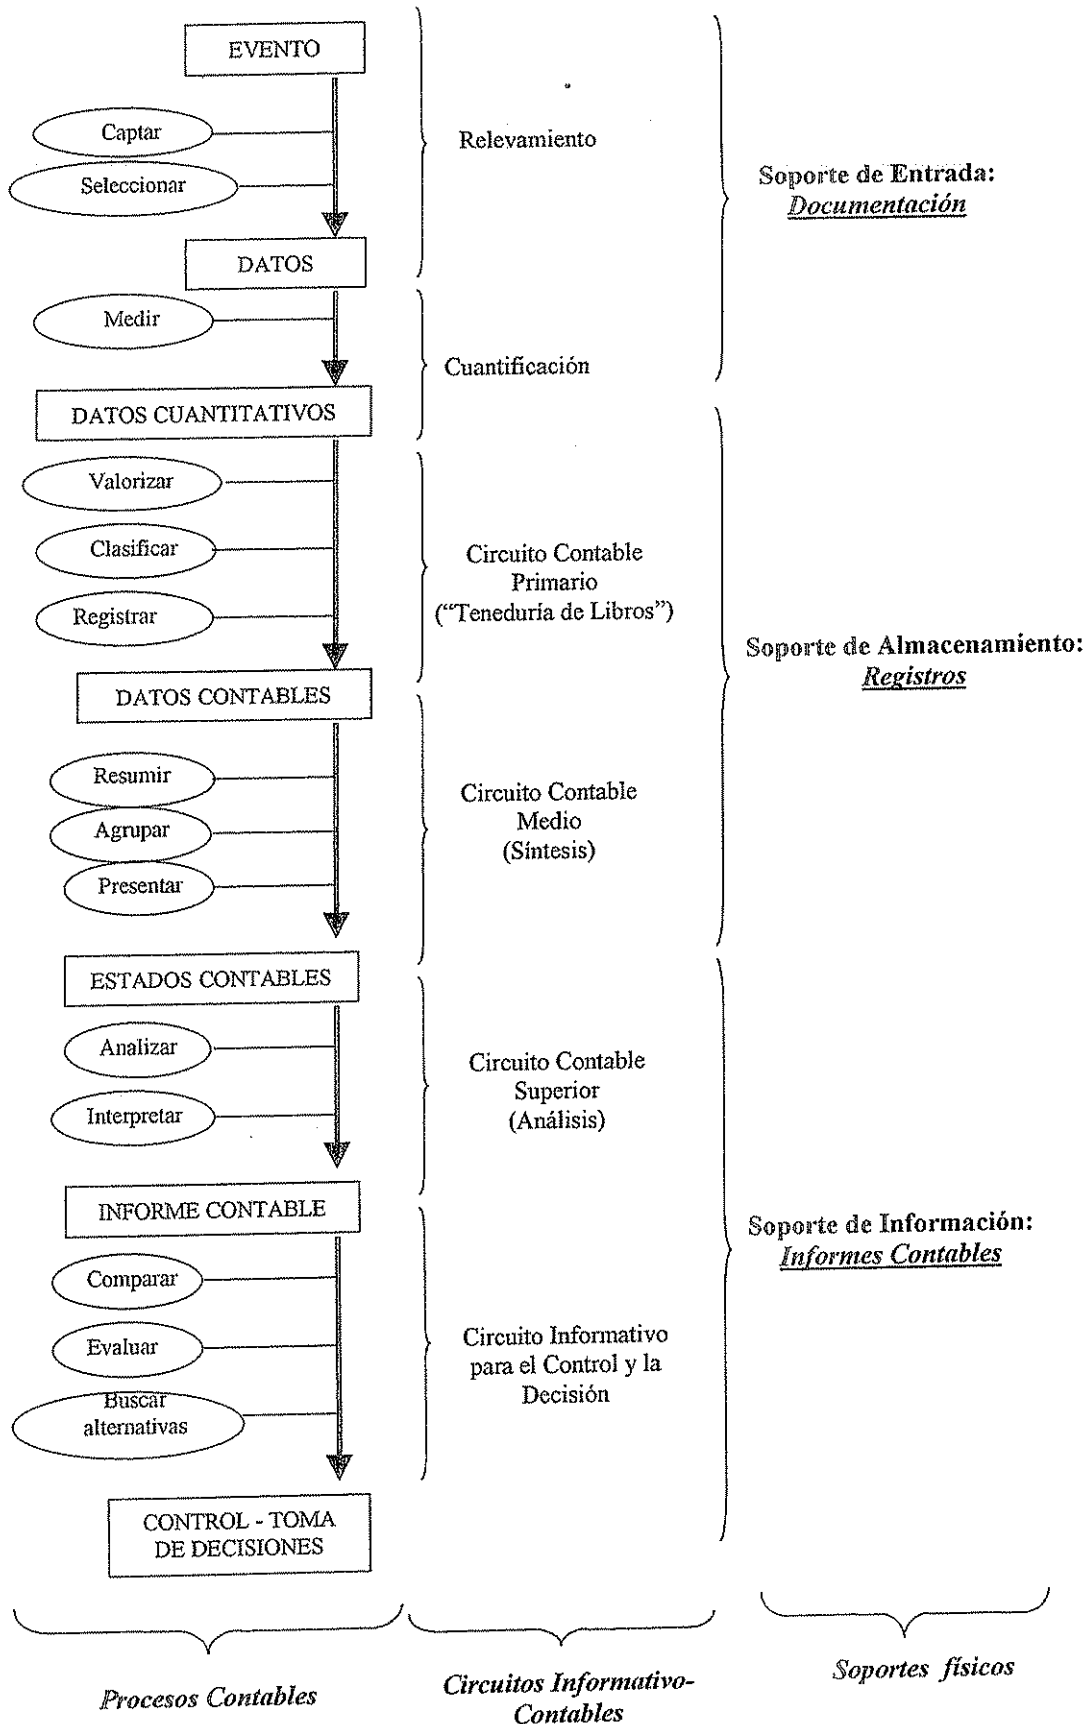 EVENTO
Captar
Relevamiento
Seleccionar
Soporte de Entrada:
Documentación
DATOS
Medir
Cuantificación
DATOS CUANTITATIVOS
Valorizar
Clasificar
Circuito Contable
Primario
(“Teneduría de Libros”)
Registrar
Soporte de Almacenamiento:
Registros
DATOS CONTABLES
Resumir
Circuito Contable
Medio
(Síntesis)
Agrupar
Presentar
ESTADOS CONTABLES
Analizar
Circuito Contable
Superior
(Análisis)
Interpretar
INFORME CONTABLE
Soporte de Información:
Informes Contables
Comparar
Evaluar
Circuito Informativo
para el Control y la
Decisión
Buscar
alternativas
CONTROL - TOMA
DE DECISIONES
Procesos Contables
Circuitos Informativo-
Contables
Soportes físicos